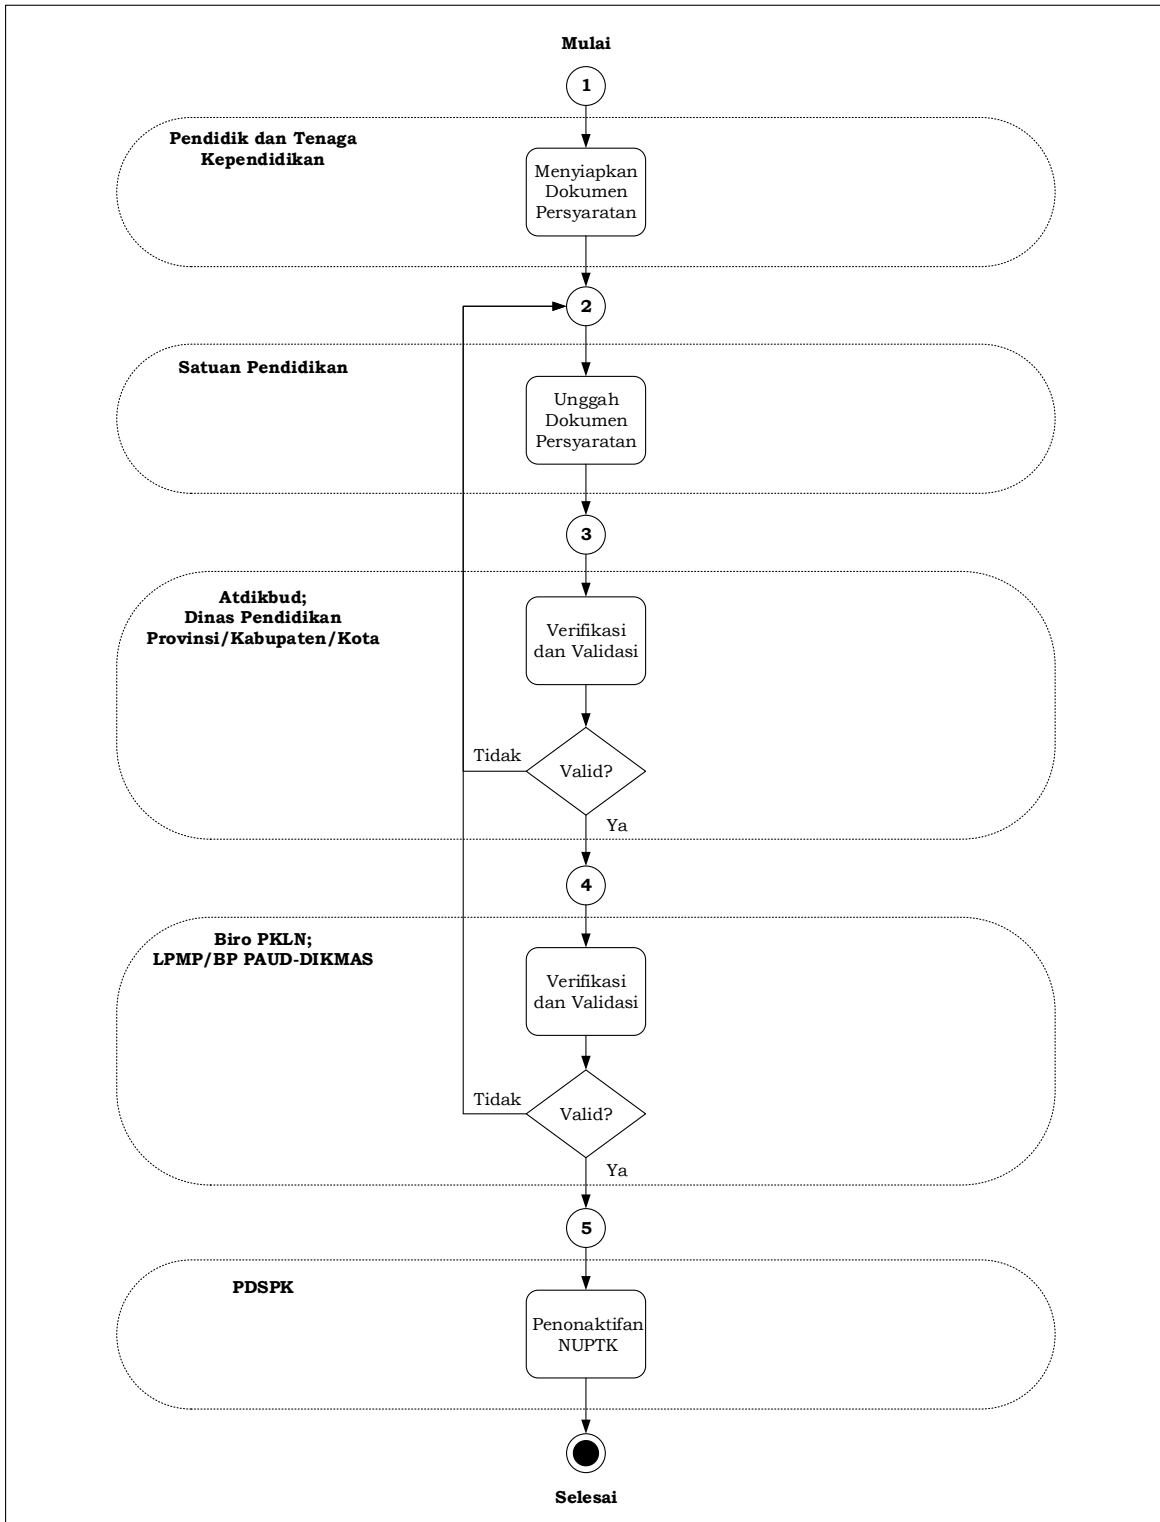 Mulai
1
Pendidik dan Tenaga
Kependidikan
Menyiapkan
Dokumen
Persyaratan
2
Satuan Pendidikan
Unggah
Dokumen
Persyaratan
3
Atdikbud;
Dinas Pendidikan
Provinsi/Kabupaten/Kota
Verifikasi
dan Validasi
Tidak
Valid?
Ya
4
Biro PKLN;
LPMP/BP PAUD-DIKMAS
Verifikasi
dan Validasi
Tidak
Valid?
Ya
5
PDSPK
Penonaktifan
NUPTK
Selesai